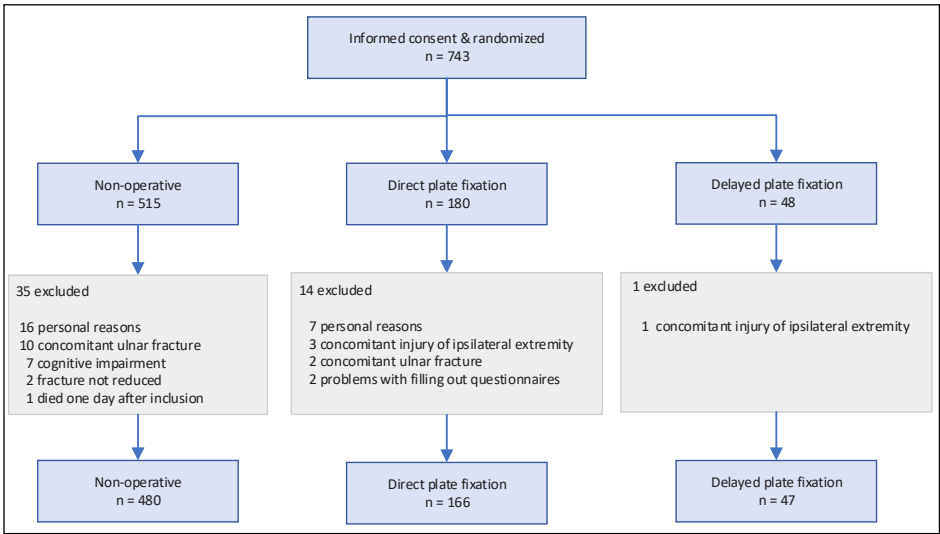 Informed consent & randomized
n = 743
Non-operative
n = 515
Direct plate fixation
n = 180
Delayed plate fixation
n = 48
35 excluded
16 personal reasons
10 concomitant ulnar fracture
7 cognitive impairment
2 fracture not reduced
1 died one day after inclusion
14 excluded
7 personal reasons
3 concomitant injury of ipsilateral extremity
2 concomitant ulnar fracture
2 problems with filling out questionnaires
1 excluded
1 concomitant injury of ipsilateral extremity
Non-operative
n = 480
Direct plate fixation
n = 166
Delayed plate fixation
n = 47